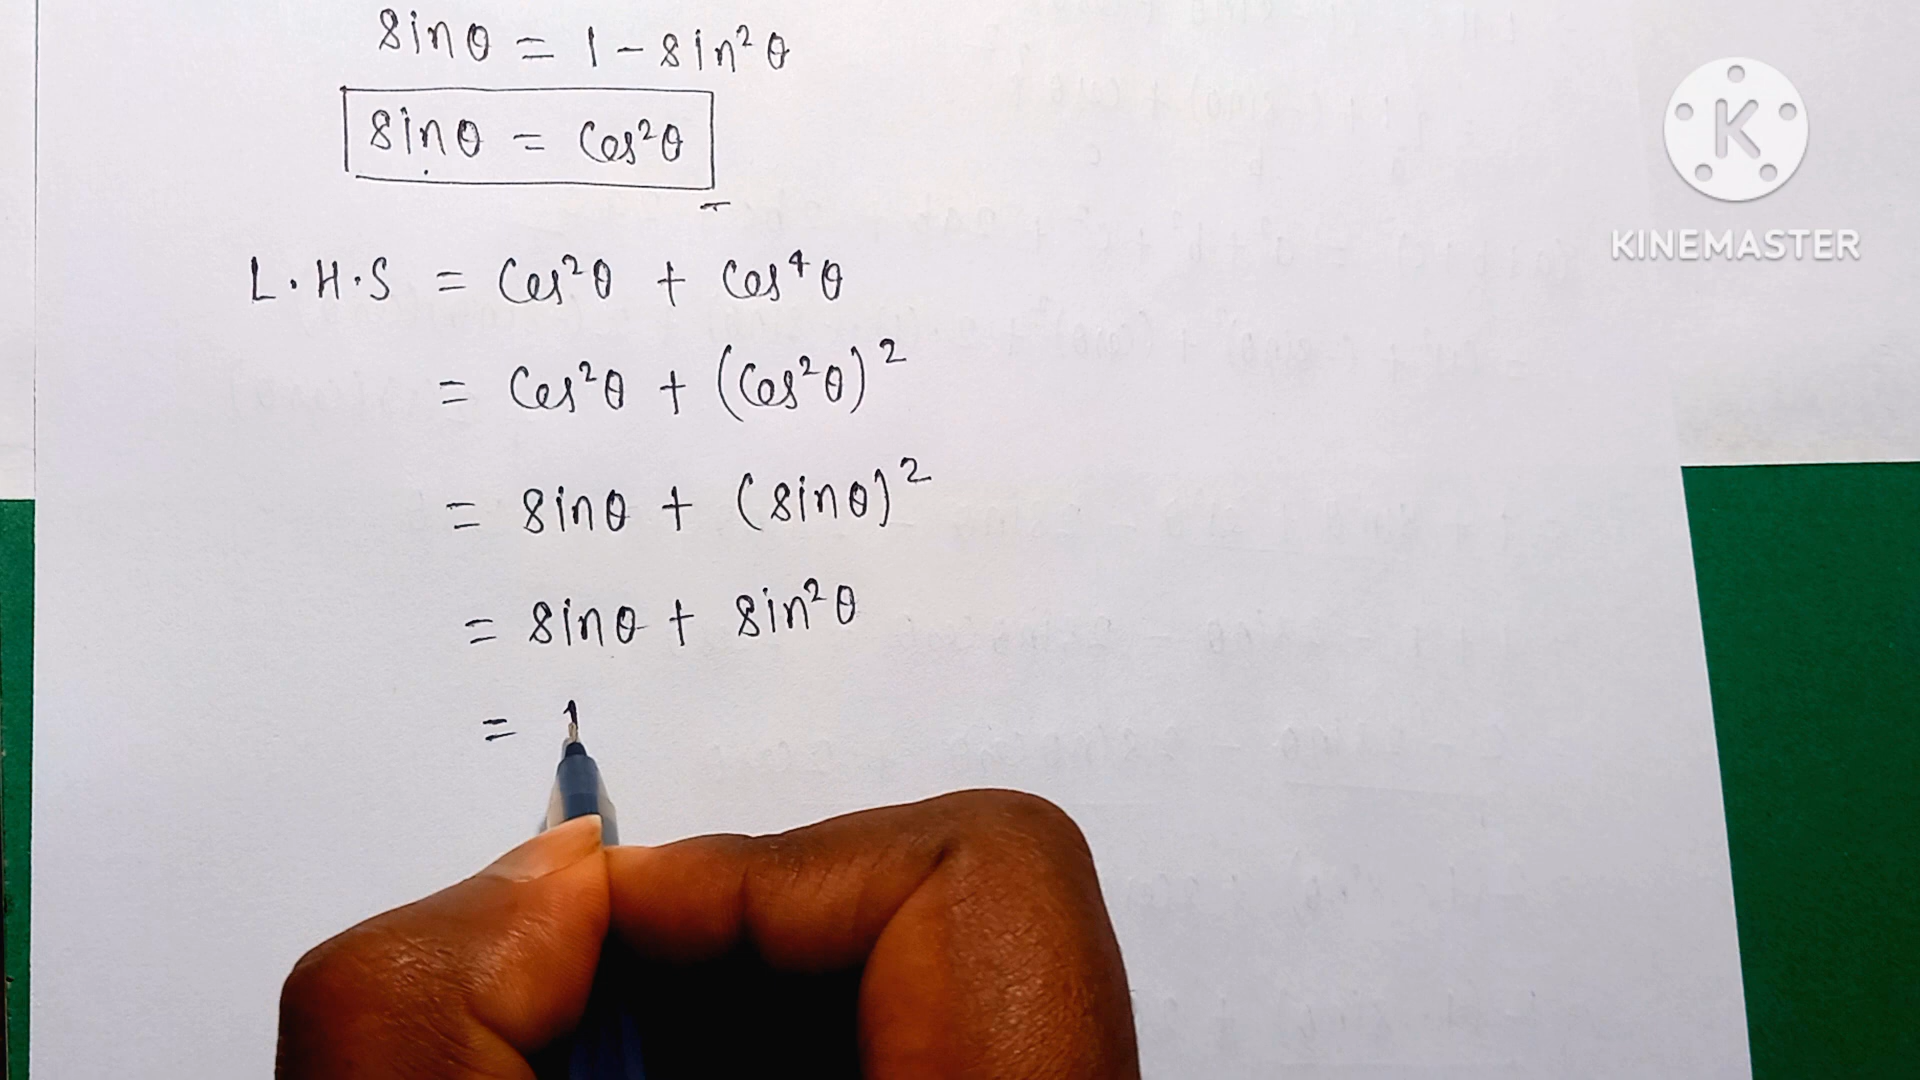 sinθ = 1 - sin²θ
sinθ = cos²θ
L.H.S = cos²θ + cos⁴θ
= cos²θ + (cos²θ)²
= sinθ + (sinθ)²
= sinθ + sin²θ
= 1
K
KINEMASTER